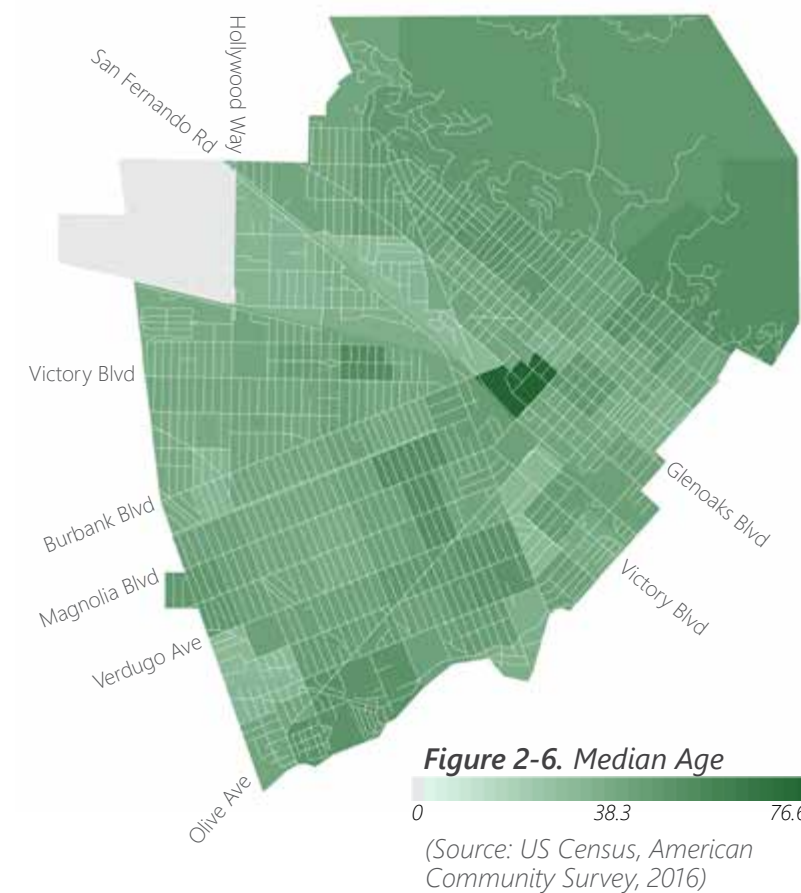 Hollywood Way
San Fernando Rd
Victory Blvd
Burbank Blvd
Magnolia Blvd
Verdugo Ave
Olive Ave
Glenoaks Blvd
Victory Blvd
Figure 2-6. Median Age
0 38.3 76.6
(Source: US Census, American
Community Survey, 2016)